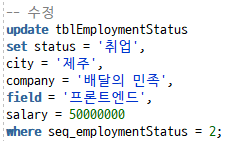 -- 수정
update tblEmploymentStatus
set status = '취업',
city = '제주',
company = '배달의 민족',
field = '프론트엔드',
salary = 50000000
where seq_employmentStatus = 2;